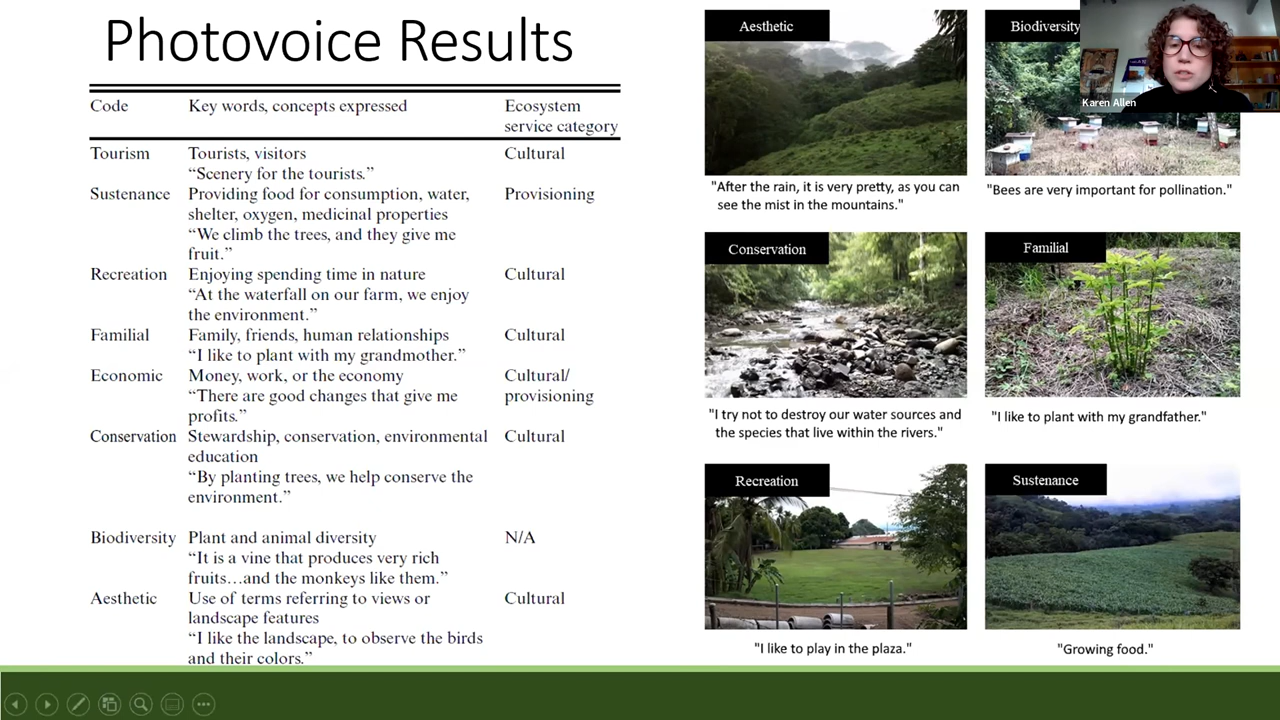 Photovoice Results
Code Key words, concepts expressed Ecosystem
service category
Tourism Tourists, visitors Cultural
“Scenery for the tourists.”
Sustenance Providing food for consumption, water, Provisioning
shelter, oxygen, medicinal properties
“We climb the trees, and they give me
fruit.”
Recreation Enjoying spending time in nature Cultural
“At the waterfall on our farm, we enjoy
the environment.”
Familial Family, friends, human relationships Cultural
“I like to plant with my grandmother.”
Economic Money, work, or the economy Cultural/
“There are good changes that give me provisioning
profits.”
Conservation Stewardship, conservation, environmental Cultural
education
“By planting trees, we help conserve the
environment.”
Biodiversity Plant and animal diversity N/A
“It is a vine that produces very rich
fruits…and the monkeys like them.”
Aesthetic Use of terms referring to views or Cultural
landscape features
“I like the landscape, to observe the birds
and their colors.”
Aesthetic
"After the rain, it is very pretty, as you can
see the mist in the mountains."
Biodiversity
Karen Allen
"Bees are very important for pollination."
Conservation
"I try not to destroy our water sources and
the species that live within the rivers."
Familial
"I like to plant with my grandfather."
Recreation
"I like to play in the plaza."
Sustenance
"Growing food."